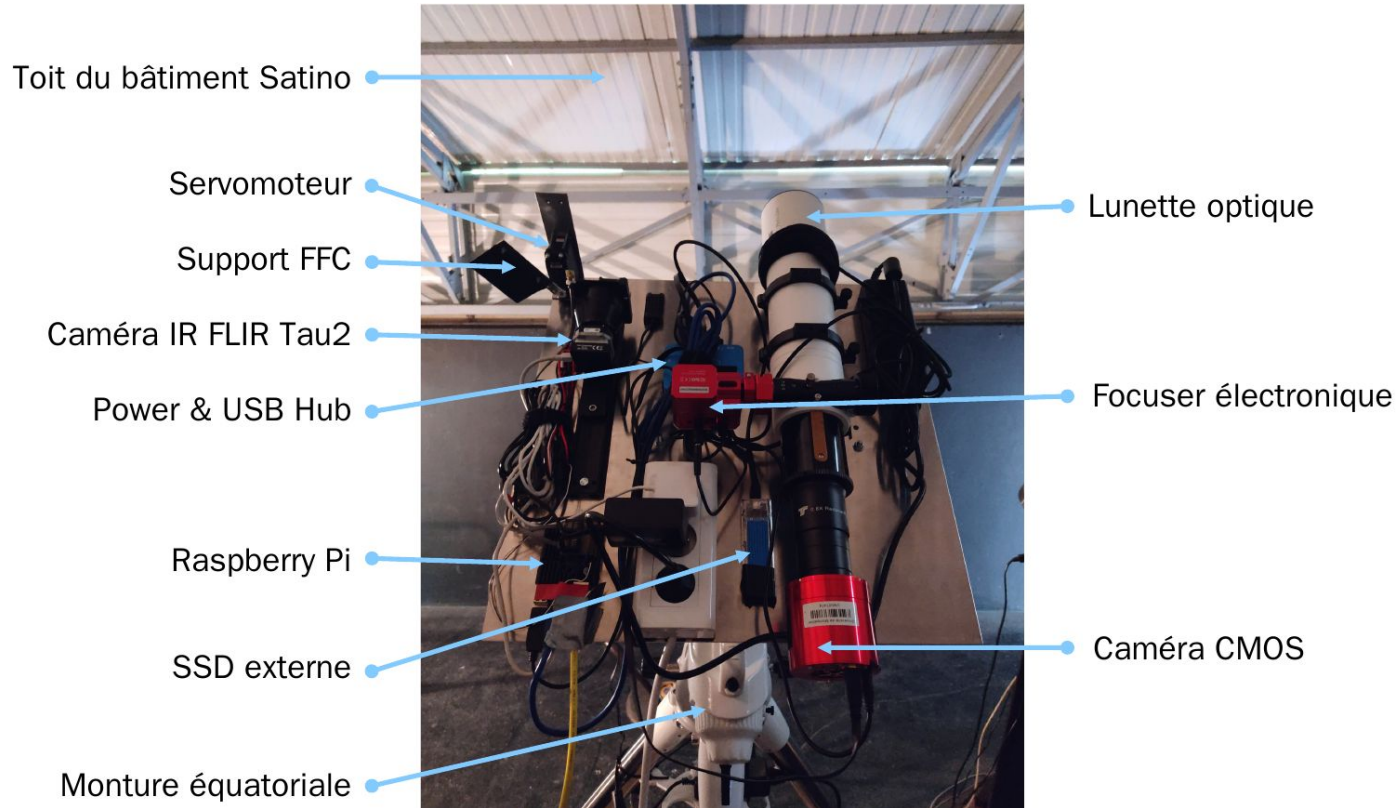 Toit du bâtiment Satino
Servomoteur
Support FFC
Caméra IR FLIR Tau2
Power & USB Hub
Raspberry Pi
SSD externe
Monture équatoriale
Lunette optique
Focuser électronique
Caméra CMOS